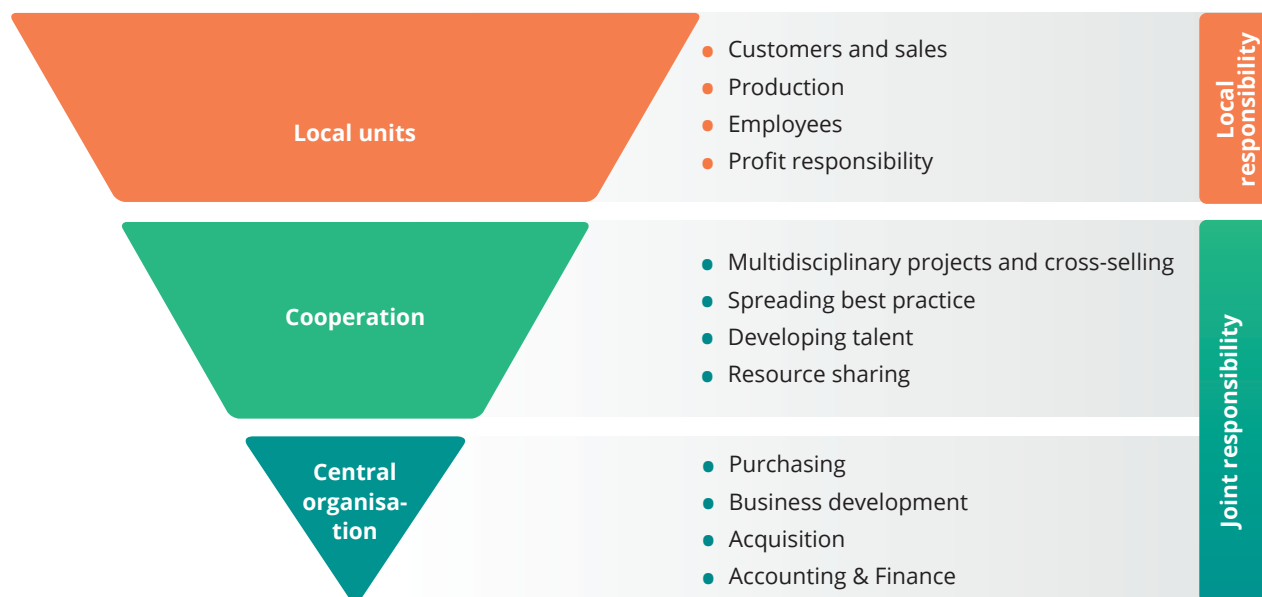 Local units
Customers and sales
Production
Employees
Profit responsibility
Local
responsibility
Cooperation
Multidisciplinary projects and cross-selling
Spreading best practice
Developing talent
Resource sharing
Joint responsibility
Central
organisa-
tion
Purchasing
Business development
Acquisition
Accounting & Finance